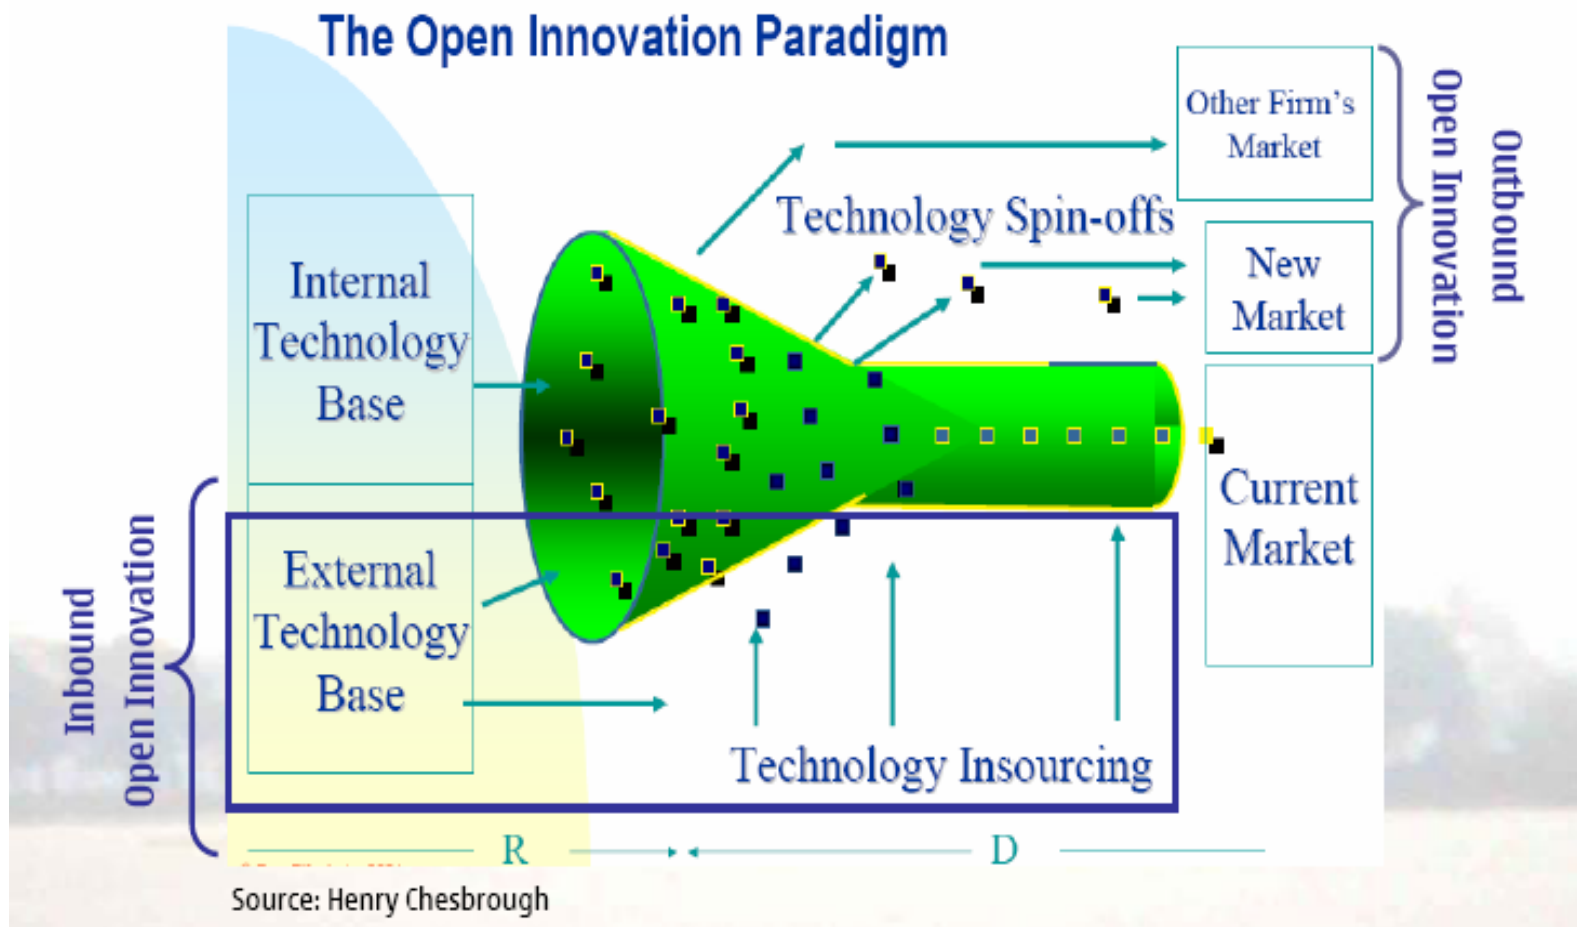 The Open Innovation Paradigm
Other Firm's
Market
Outbound
Open Innovation
Technology Spin-offs
New
Market
Internal
Technology
Base
Current
Market
Inbound
Open Innovation
External
Technology
Base
Technology Insourcing
R
D
Source: Henry Chesbrough